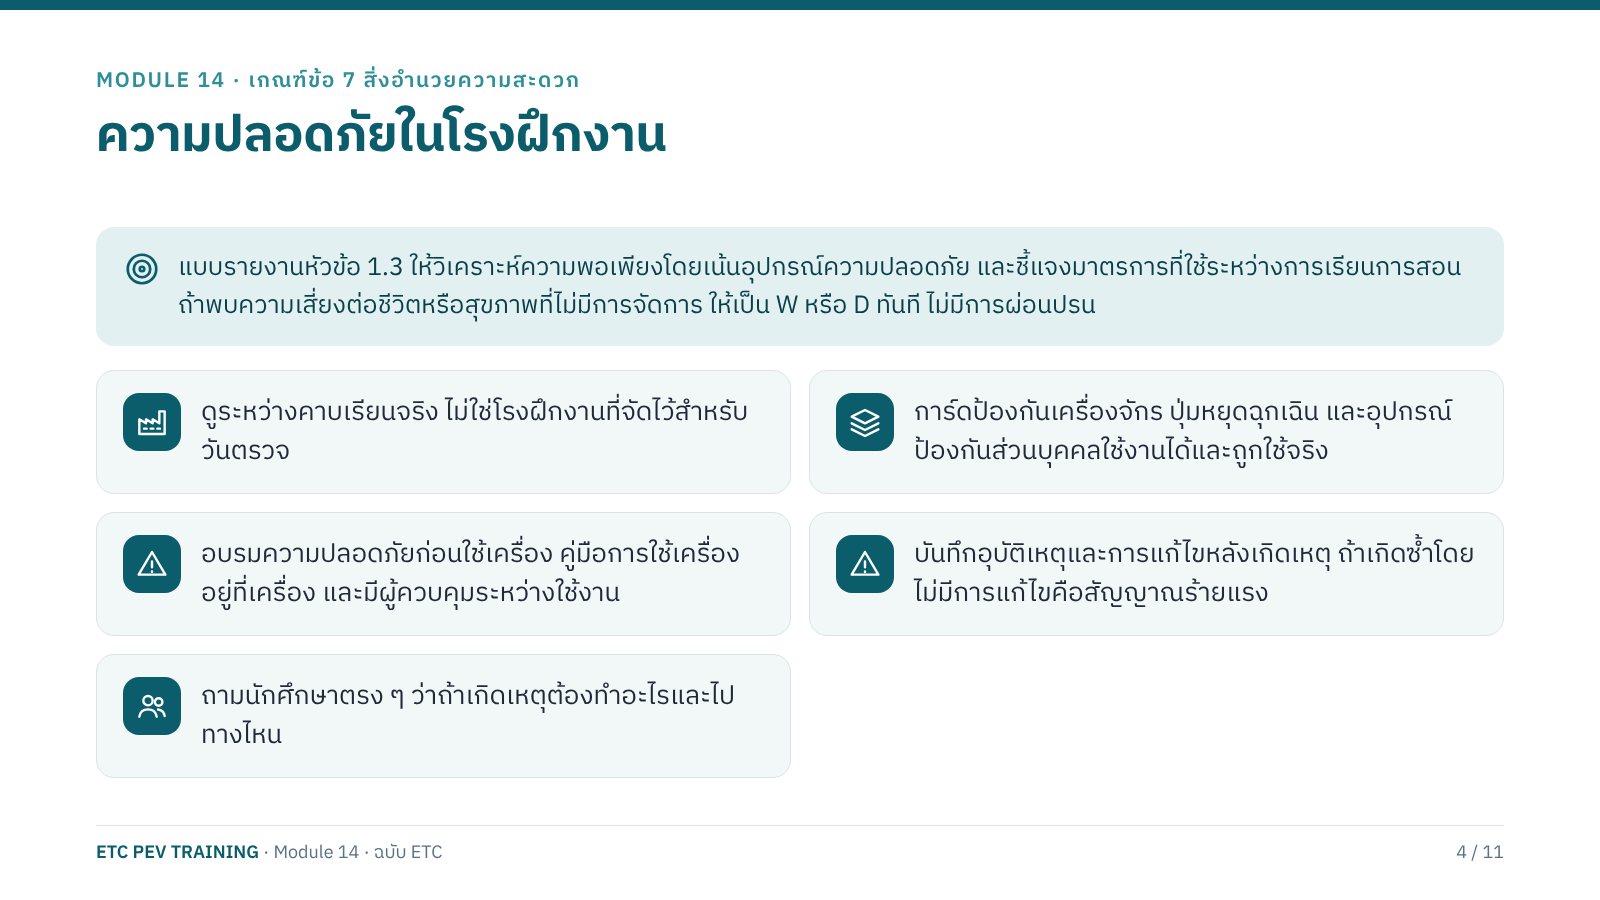 MODULE 14 · เกณฑ์ข้อ 7 สิ่งอำนวยความสะดวก
ความปลอดภัยในโรงฝึกงาน
แบบรายงานหัวข้อ 1.3 ให้วิเคราะห์ความพอเพียงโดยเน้นอุปกรณ์ความปลอดภัย และชี้แจงมาตรการที่ใช้ระหว่างการเรียนการสอน
ถ้าพบความเสี่ยงต่อชีวิตหรือสุขภาพที่ไม่มีการจัดการ ให้เป็น W หรือ D ทันที ไม่มีการผ่อนปรน
ดูระหว่างคาบเรียนจริง ไม่ใช่โรงฝึกงานที่จัดไว้สำหรับ
วันตรวจ
การ์ดป้องกันเครื่องจักร ปุ่มหยุดฉุกเฉิน และอุปกรณ์
ป้องกันส่วนบุคคลใช้งานได้และถูกใช้จริง
อบรมความปลอดภัยก่อนใช้เครื่อง คู่มือการใช้เครื่อง
อยู่ที่เครื่อง และมีผู้ควบคุมระหว่างใช้งาน
บันทึกอุบัติเหตุและการแก้ไขหลังเกิดเหตุ ถ้าเกิดซ้ำโดย
ไม่มีการแก้ไขคือสัญญาณร้ายแรง
ถามนักศึกษาตรง ๆ ว่าถ้าเกิดเหตุต้องทำอะไรและไป
ทางไหน
ETC PEV TRAINING · Module 14 · ฉบับ ETC
4 / 11